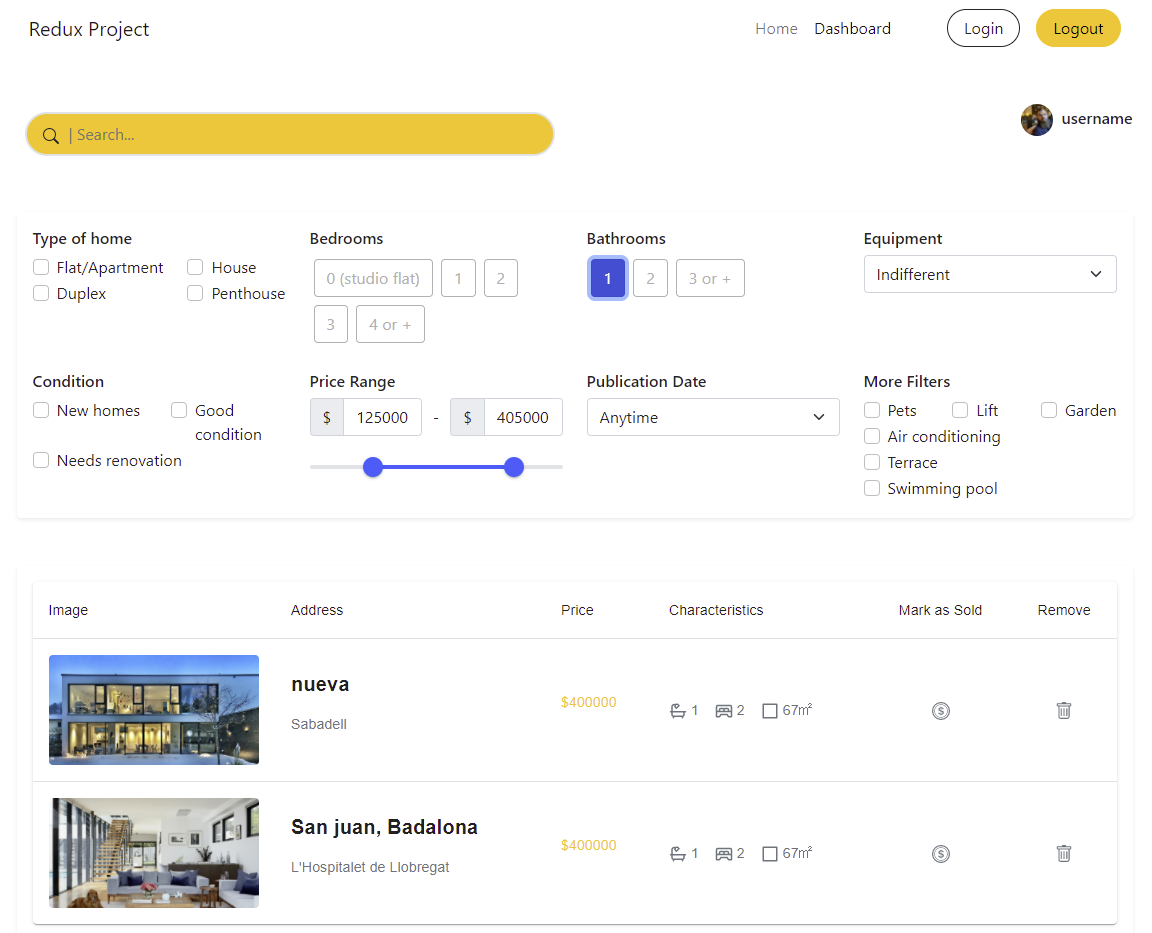 Redux Project
Home Dashboard Login Logout
| Search...
username
Type of home
Flat/Apartment House
Duplex Penthouse
Bedrooms
0 (studio flat) 1 2
3 4 or +
Bathrooms
1 2 3 or +
Equipment
Indifferent
Condition
New homes Good
condition
Needs renovation
Price Range
$ 125000 - $ 405000
Publication Date
Anytime
More Filters
Pets Lift Garden
Air conditioning
Terrace
Swimming pool
Image Address Price Characteristics Mark as Sold Remove
nueva
Sabadell
$400000
1 2 67m²
$
San juan, Badalona
L'Hospitalet de Llobregat
$400000
1 2 67m²
$